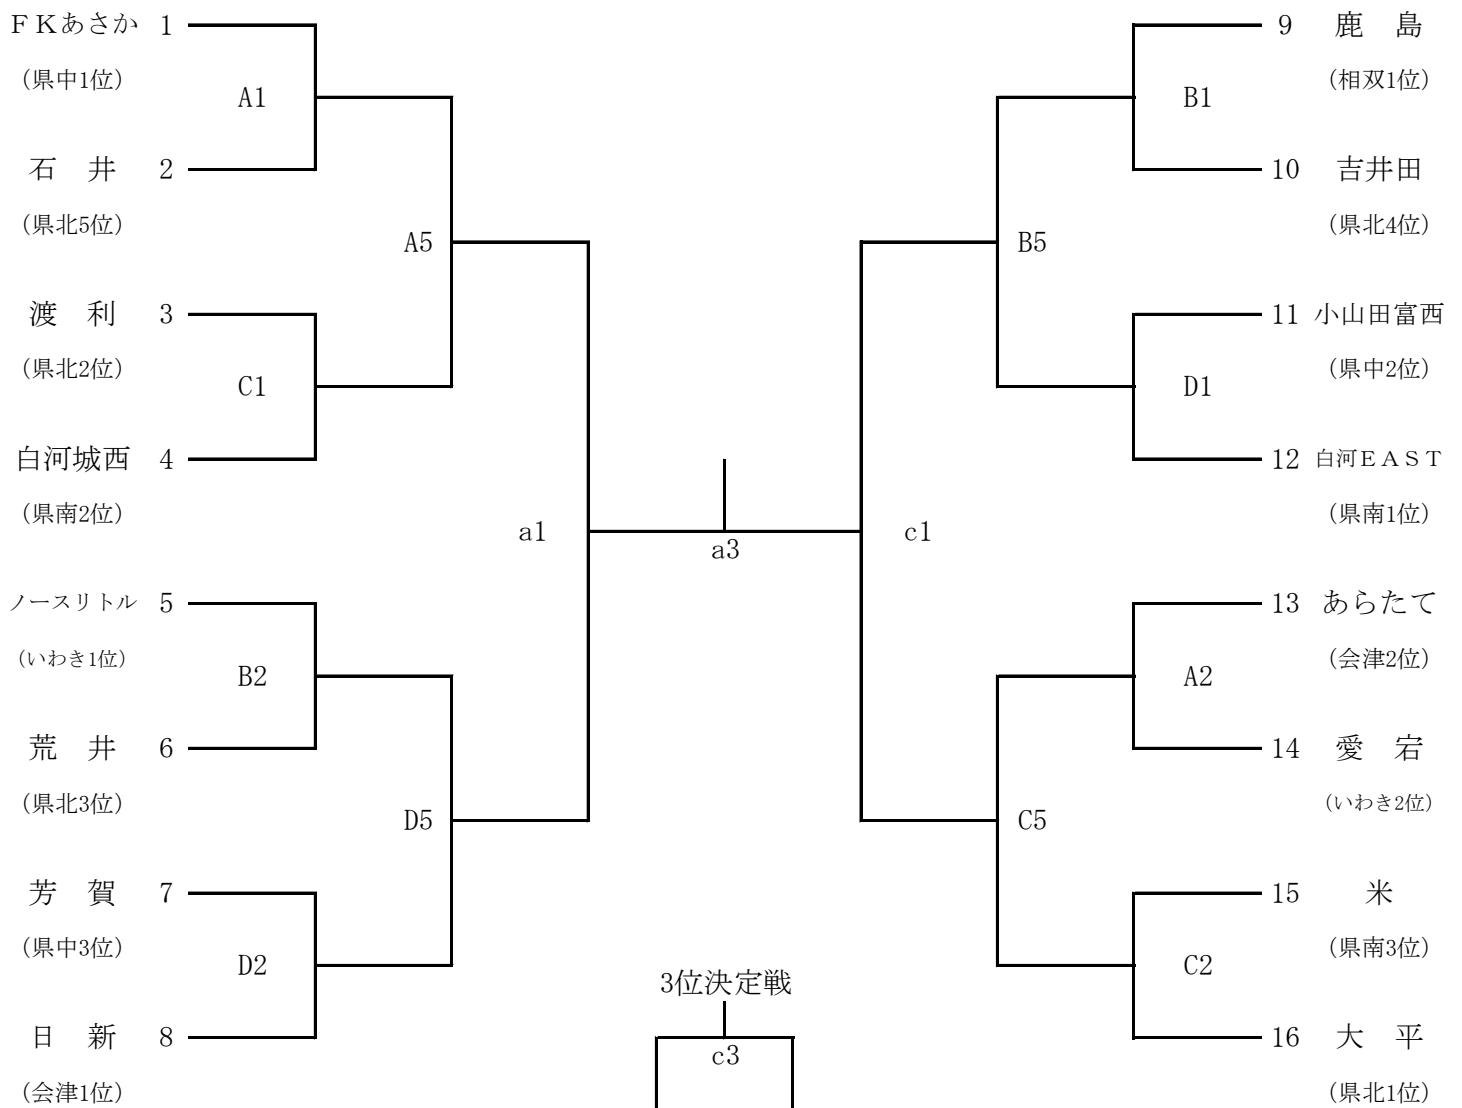 ＦＫあさか 1
(県中1位)
A1
石　井 2
(県北5位)
A5
渡　利 3
(県北2位)
C1
白河城西 4
(県南2位)
a1
ノースリトル 5
(いわき1位)
B2
荒　井 6
(県北3位)
D5
芳　賀 7
(県中3位)
D2
日　新 8
(会津1位)
a3
3位決定戦
c3
9 鹿　島
(相双1位)
B1
10 吉井田
(県北4位)
B5
11 小山田富西
(県中2位)
D1
12 白河ＥＡＳＴ
(県南1位)
c1
13 あらたて
(会津2位)
A2
14 愛　宕
(いわき2位)
C5
15 米
(県南3位)
C2
16 大　平
(県北1位)